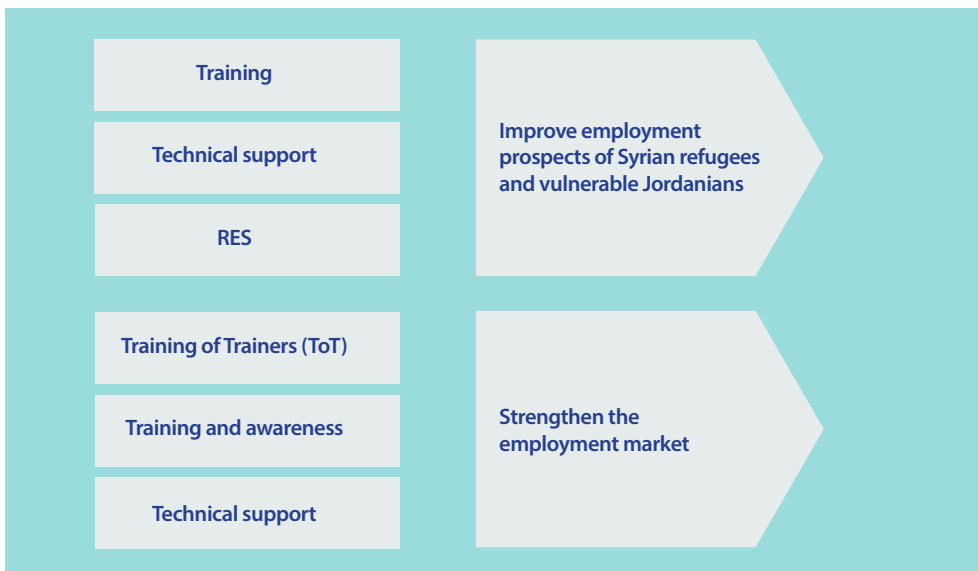 Training
Technical support
RES
Improve employment
prospects of Syrian refugees
and vulnerable Jordanians
Training of Trainers (ToT)
Training and awareness
Technical support
Strengthen the
employment market